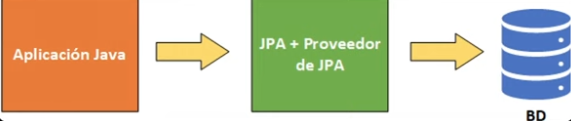 Aplicación Java
JPA + Proveedor
de JPA
BD